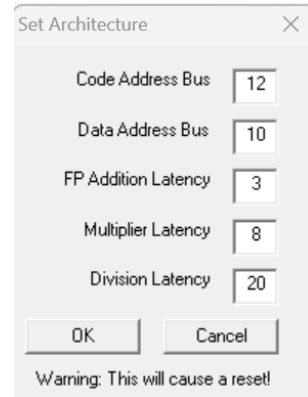 Set Architecture
Code Address Bus 12
Data Address Bus 10
FP Addition Latency 3
Multiplier Latency 8
Division Latency 20
OK Cancel
Warning: This will cause a reset!